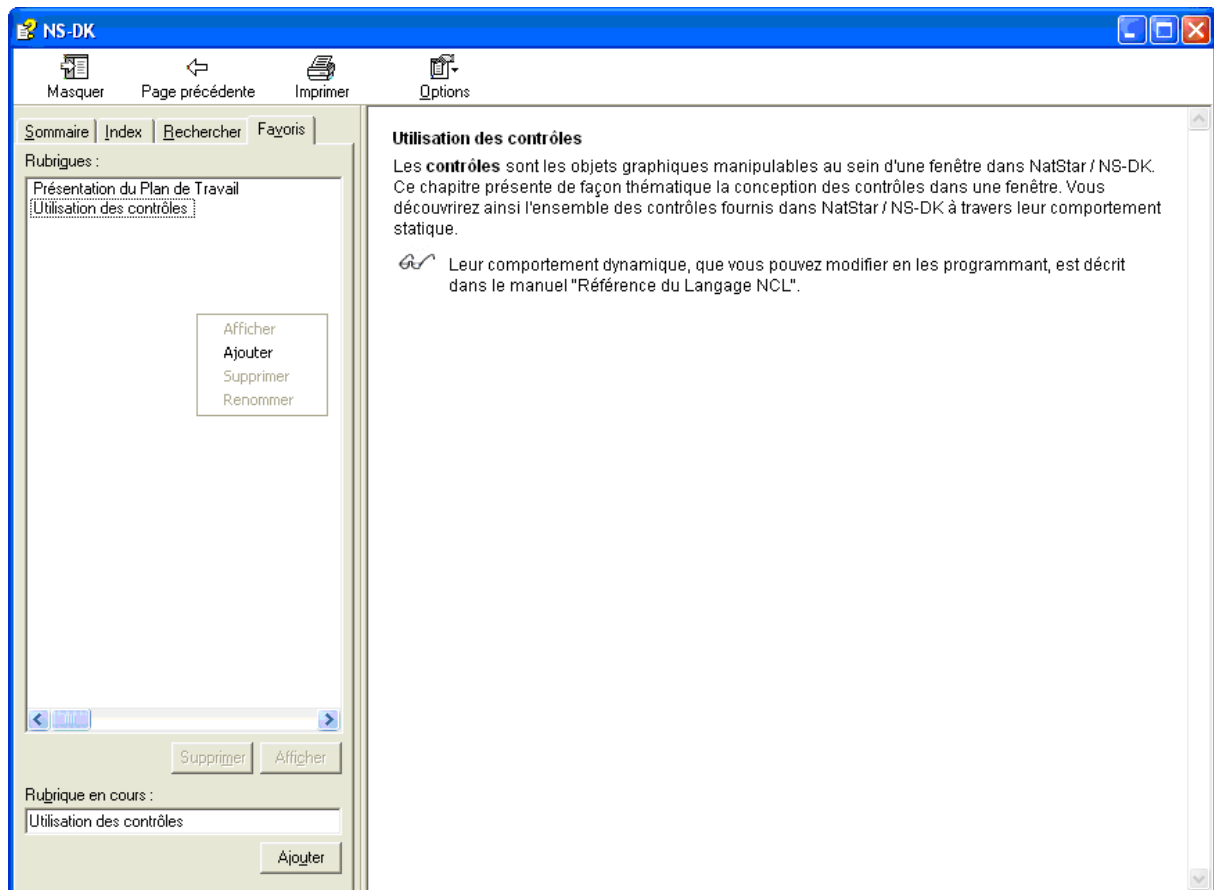 NS-DK
Masquer Page précédente Imprimer Options
Sommaire Index Rechercher Favoris
Rubriques :
Présentation du Plan de Travail
Utilisation des contrôles
Afficher
Ajouter
Supprimer
Renommer
Supprimer Afficher
Rubrique en cours :
Utilisation des contrôles
Ajouter
Utilisation des contrôles
Les contrôles sont les objets graphiques manipulables au sein d'une fenêtre dans NatStar / NS-DK.
Ce chapitre présente de façon thématique la conception des contrôles dans une fenêtre. Vous
découvrirez ainsi l'ensemble des contrôles fournis dans NatStar / NS-DK à travers leur comportement
statique.
Leur comportement dynamique, que vous pouvez modifier en les programmant, est décrit
dans le manuel "Référence du Langage NCL".